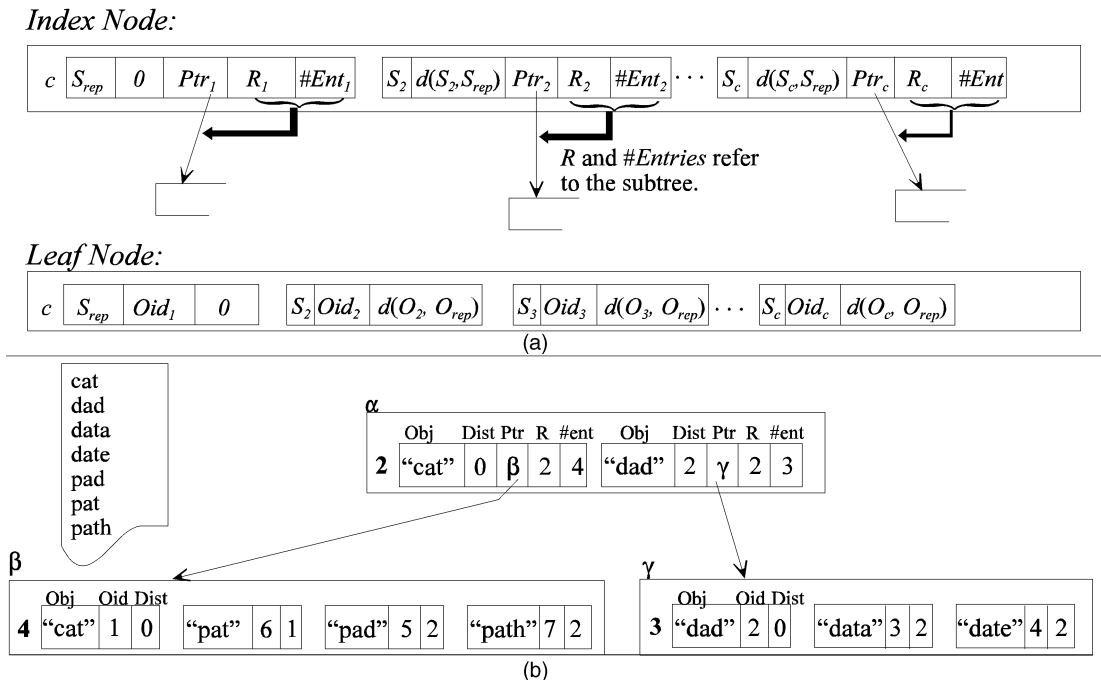 Index Node:
c S_rep 0 Ptr_1 R_1 #Ent_1 S_2 d(S_2,S_rep) Ptr_2 R_2 #Ent_2 · · · S_c d(S_c,S_rep) Ptr_c R_c #Ent
R and #Entries refer
to the subtree.
Leaf Node:
c S_rep Oid_1 0 S_2 Oid_2 d(O_2, O_rep) S_3 Oid_3 d(O_3, O_rep) · · · S_c Oid_c d(O_c, O_rep)
(a)
cat
dad
data
date
pad
pat
path
α
Obj Dist Ptr R #ent Obj Dist Ptr R #ent
2 “cat” 0 β 2 4 “dad” 2 γ 2 3
β
Obj Oid Dist
4 “cat” 1 0 “pat” 6 1 “pad” 5 2 “path” 7 2
γ
Obj Oid Dist
3 “dad” 2 0 “data” 3 2 “date” 4 2
(b)